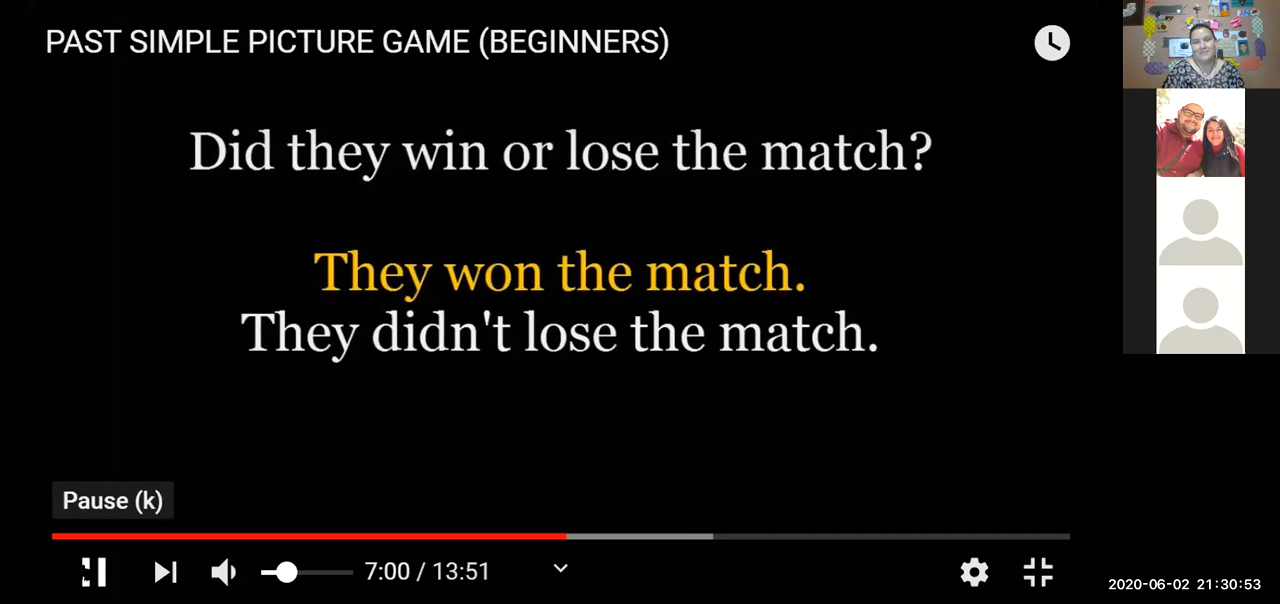 PAST SIMPLE PICTURE GAME (BEGINNERS)
Did they win or lose the match?
They won the match.
They didn't lose the match.
Pause (k)
7:00 / 13:51
2020-06-02 21:30:53